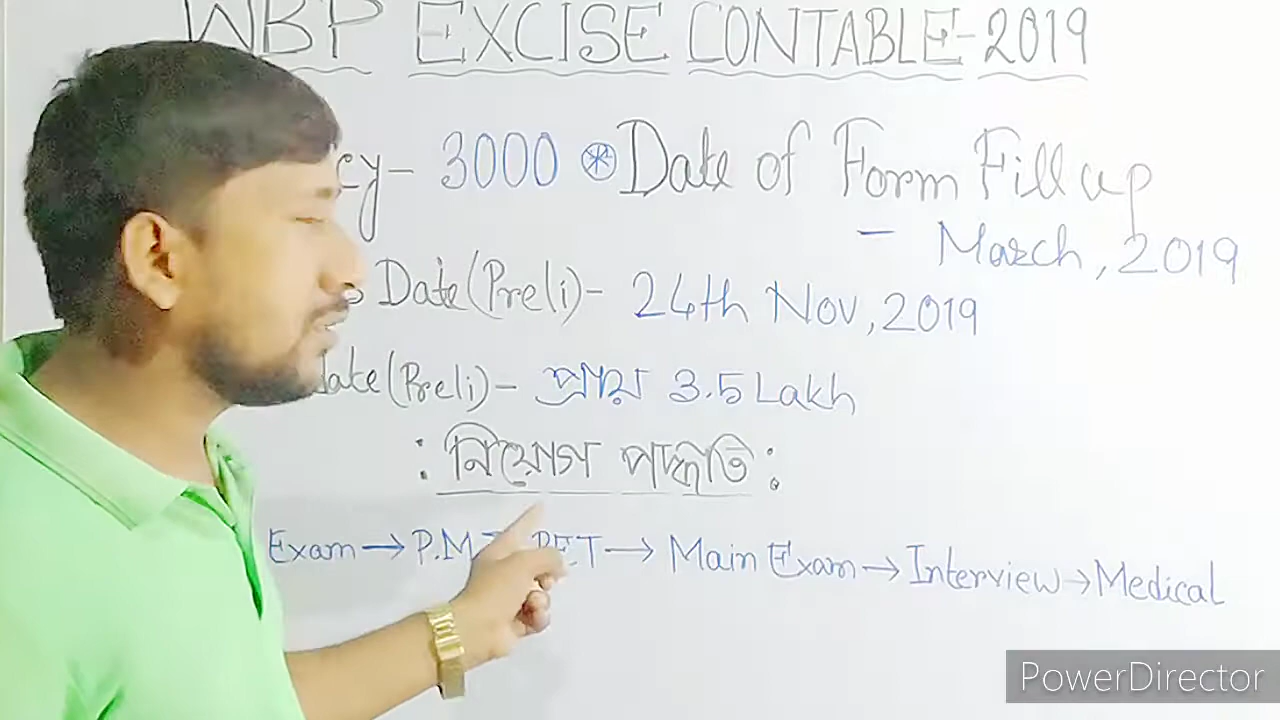 WBP EXCISE CONTABLE-2019
cy- 3000 Date of Form Fill up
- March, 2019
Date (Preli)- 24th Nov, 2019
date (Preli)- প্রায় 3.5 Lakh
: নিয়োগ পদ্ধতি :
Exam → P.M PET → Main Exam → Interview → Medical
PowerDirector